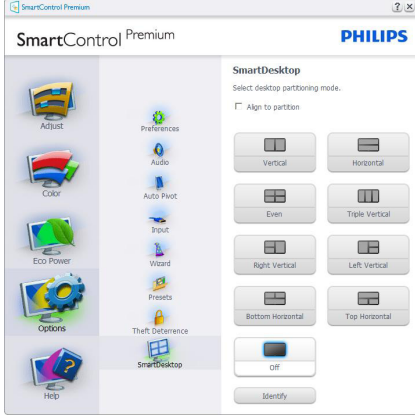 SmartControl Premium
SmartControl Premium
PHILIPS
Adjust
Color
Eco Power
Options
Help
Preferences
Audio
Auto Pivot
Input
Wizard
Presets
Theft Deterrence
SmartDesktop
SmartDesktop
Select desktop partitioning mode.
Align to partition
Vertical
Horizontal
Even
Triple Vertical
Right Vertical
Left Vertical
Bottom Horizontal
Top Horizontal
Off
Identify